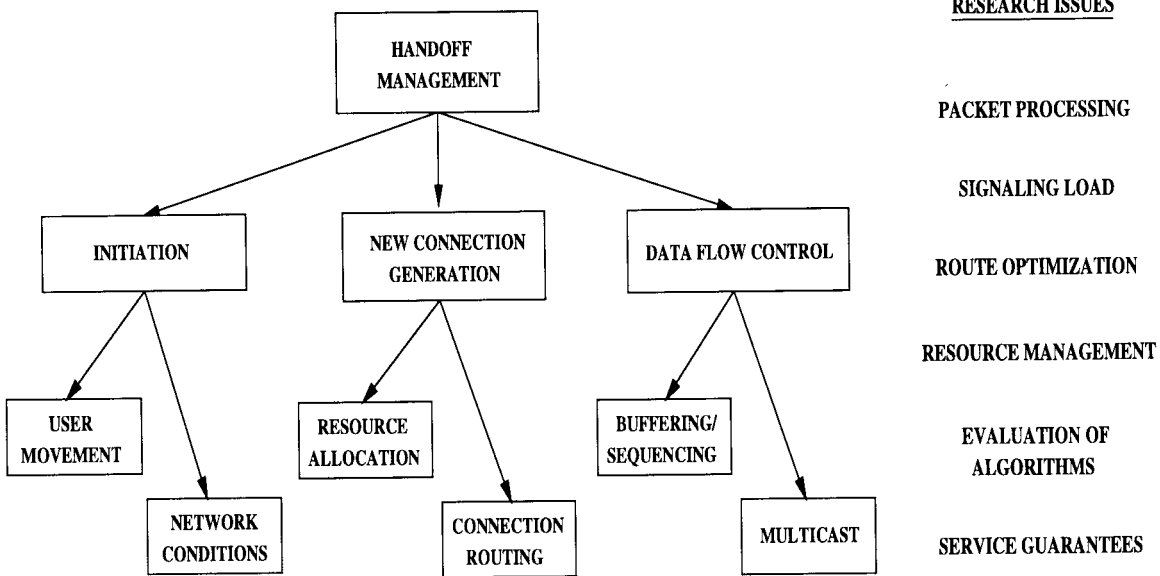 HANDOFF
MANAGEMENT
INITIATION
NEW CONNECTION
GENERATION
DATA FLOW CONTROL
USER
MOVEMENT
NETWORK
CONDITIONS
RESOURCE
ALLOCATION
CONNECTION
ROUTING
BUFFERING/
SEQUENCING
MULTICAST
RESEARCH ISSUES
PACKET PROCESSING
SIGNALING LOAD
ROUTE OPTIMIZATION
RESOURCE MANAGEMENT
EVALUATION OF
ALGORITHMS
SERVICE GUARANTEES